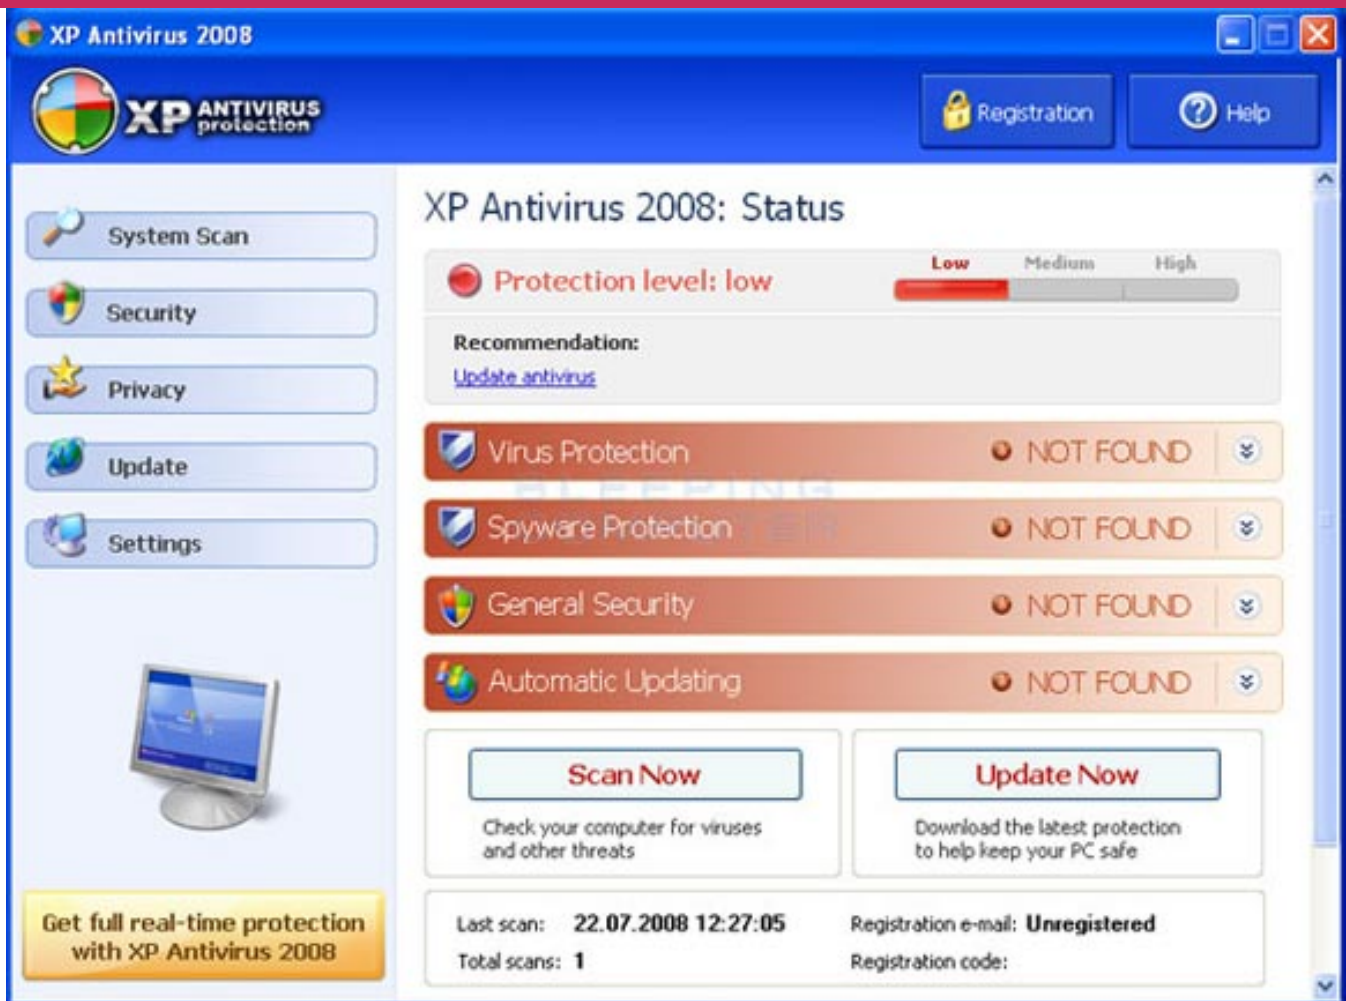 XP Antivirus 2008
XP ANTIVIRUS
protection
Registration
Help
System Scan
Security
Privacy
Update
Settings
Get full real-time protection
with XP Antivirus 2008
XP Antivirus 2008: Status
Protection level: low
Low Medium High
Recommendation:
Update antivirus
Virus Protection NOT FOUND
BLEEPING
COMPUTER
Spyware Protection NOT FOUND
General Security NOT FOUND
Automatic Updating NOT FOUND
Scan Now
Check your computer for viruses
and other threats
Update Now
Download the latest protection
to help keep your PC safe
Last scan: 22.07.2008 12:27:05
Total scans: 1
Registration e-mail: Unregistered
Registration code: